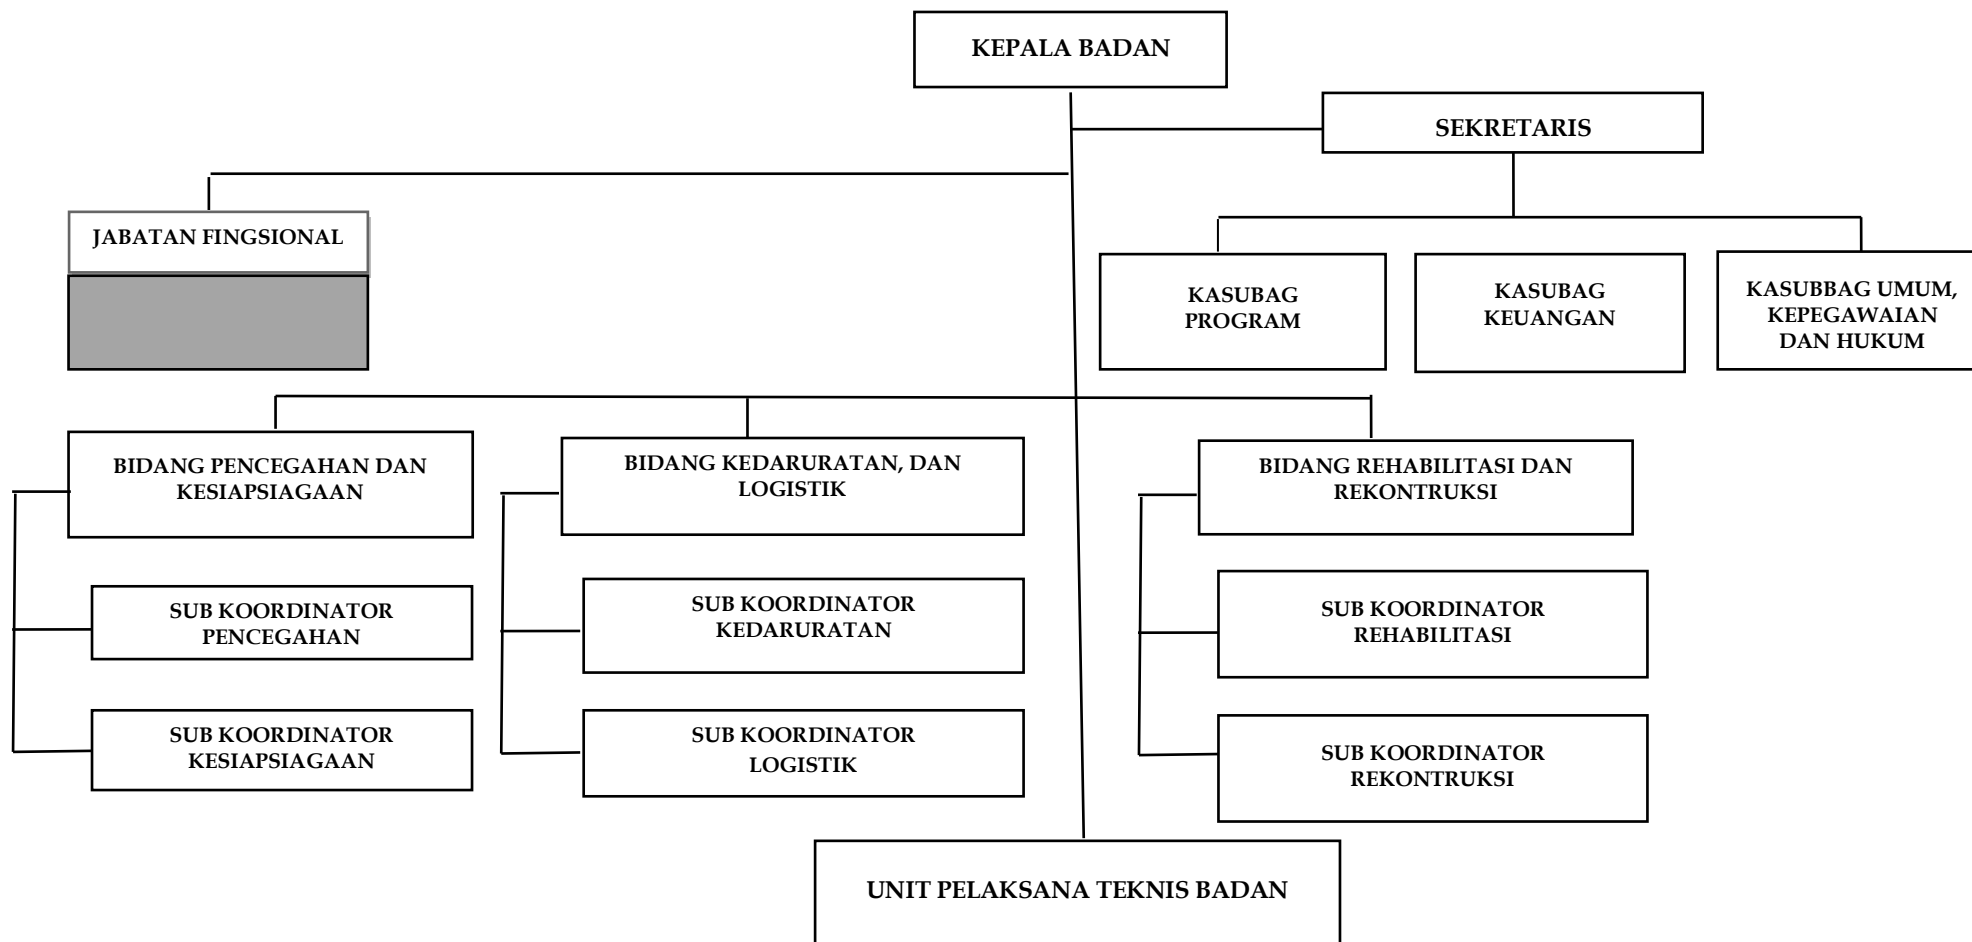 KEPALA BADAN
SEKRETARIS
JABATAN FINGSIONAL
KASUBAG
PROGRAM
KASUBAG
KEUANGAN
KASUBBAG UMUM,
KEPEGAWAIAN
DAN HUKUM
BIDANG PENCEGAHAN DAN
KESIAPSIAGAAN
BIDANG KEDARURATAN, DAN
LOGISTIK
BIDANG REHABILITASI DAN
REKONTRUKSI
SUB KOORDINATOR
PENCEGAHAN
SUB KOORDINATOR
KEDARURATAN
SUB KOORDINATOR
REHABILITASI
SUB KOORDINATOR
KESIAPSIAGAAN
SUB KOORDINATOR
LOGISTIK
SUB KOORDINATOR
REKONTRUKSI
UNIT PELAKSANA TEKNIS BADAN